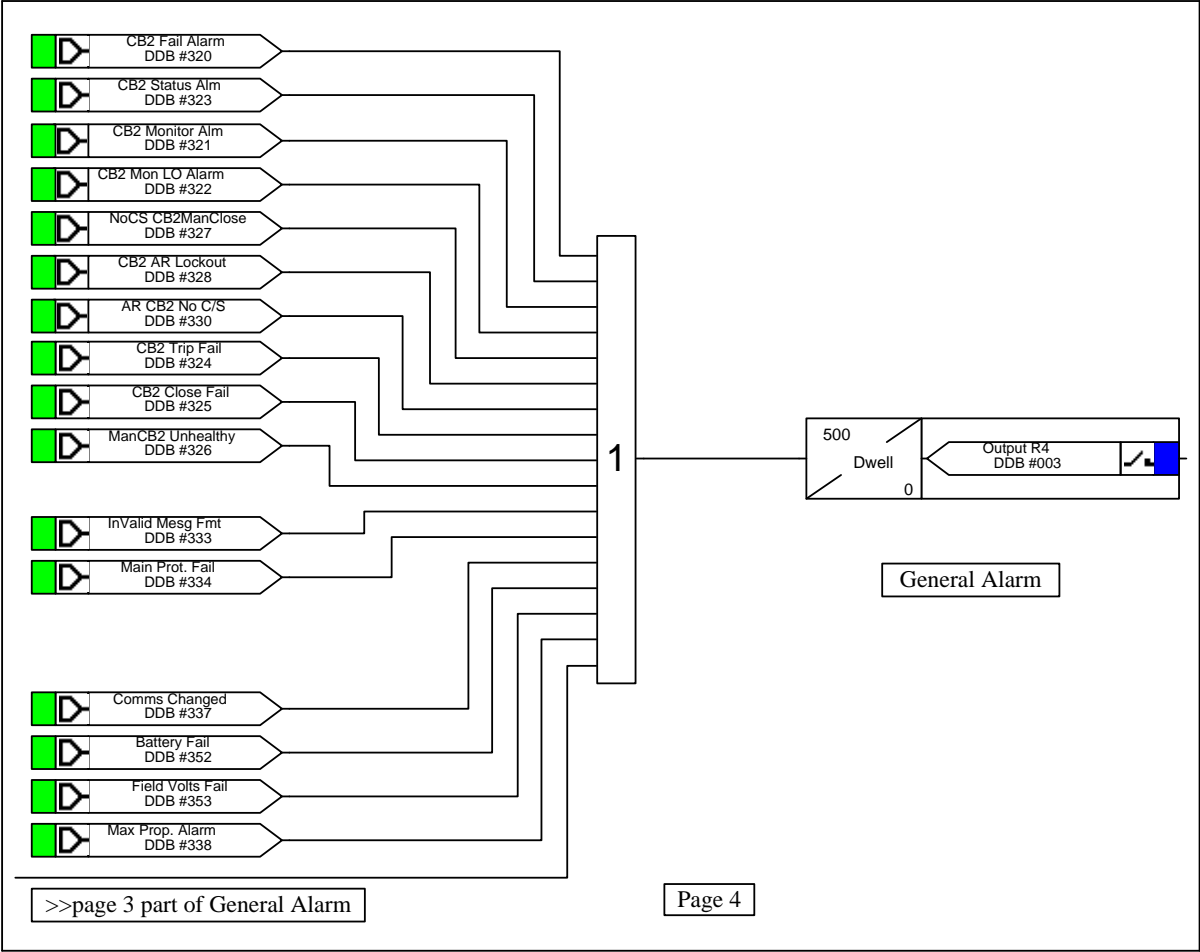 CB2 Fail Alarm
DDB #320
CB2 Status Alm
DDB #323
CB2 Monitor Alm
DDB #321
CB2 Mon LO Alarm
DDB #322
NoCS CB2ManClose
DDB #327
CB2 AR Lockout
DDB #328
AR CB2 No C/S
DDB #330
CB2 Trip Fail
DDB #324
CB2 Close Fail
DDB #325
ManCB2 Unhealthy
DDB #326
InValid Mesg Fmt
DDB #333
Main Prot. Fail
DDB #334
Comms Changed
DDB #337
Battery Fail
DDB #352
Field Volts Fail
DDB #353
Max Prop. Alarm
DDB #338
1
500
Dwell
0
Output R4
DDB #003
General Alarm
>>page 3 part of General Alarm
Page 4